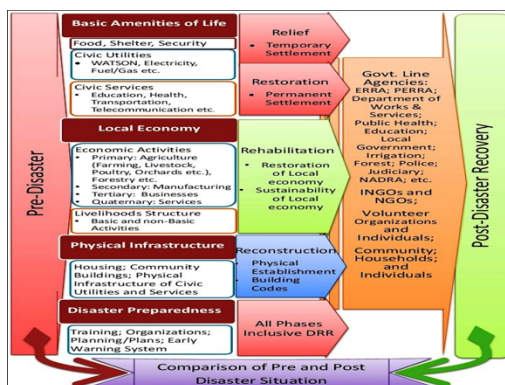 Pre-Disaster
Basic Amenities of Life
Food, Shelter, Security
Civic Utilities
• WATSON, Electricity,
Fuel/Gas etc.
Civic Services
• Education, Health,
Transportation,
Telecommunication etc.
Local Economy
Economic Activities
• Primary: Agriculture
(Farming, Livestock,
Poultry, Orchards etc.),
Forestry etc.
• Secondary: Manufacturing
• Tertiary: Businesses
• Quaternary: Services
Livelihoods Structure
• Basic and non-Basic
Activities
Physical Infrastructure
Housing; Community
Buildings; Physical
Infrastructure of Civic
Utilities and Services
Disaster Preparedness
Training; Organizations;
Planning/Plans; Early
Warning System
Relief
• Temporary
Settlement
Restoration
• Permanent
Settlement
Rehabilitation
• Restoration
of Local
economy
• Sustainability
of Local
economy
Reconstruction
• Physical
Establishment
Building
Codes
All Phases
Inclusive DRR
Govt. Line
Agencies:
ERRA; PERRA;
Department of
Works &
Services;
Public Health;
Education;
Local
Government;
Irrigation;
Forest; Police;
Judiciary;
NADRA; etc.
INGOs and
NGOs;
Volunteer
Organizations
and
Individuals;
Community;
Households;
and
Individuals
Post-Disaster Recovery
Comparison of Pre and Post
Disaster Situation